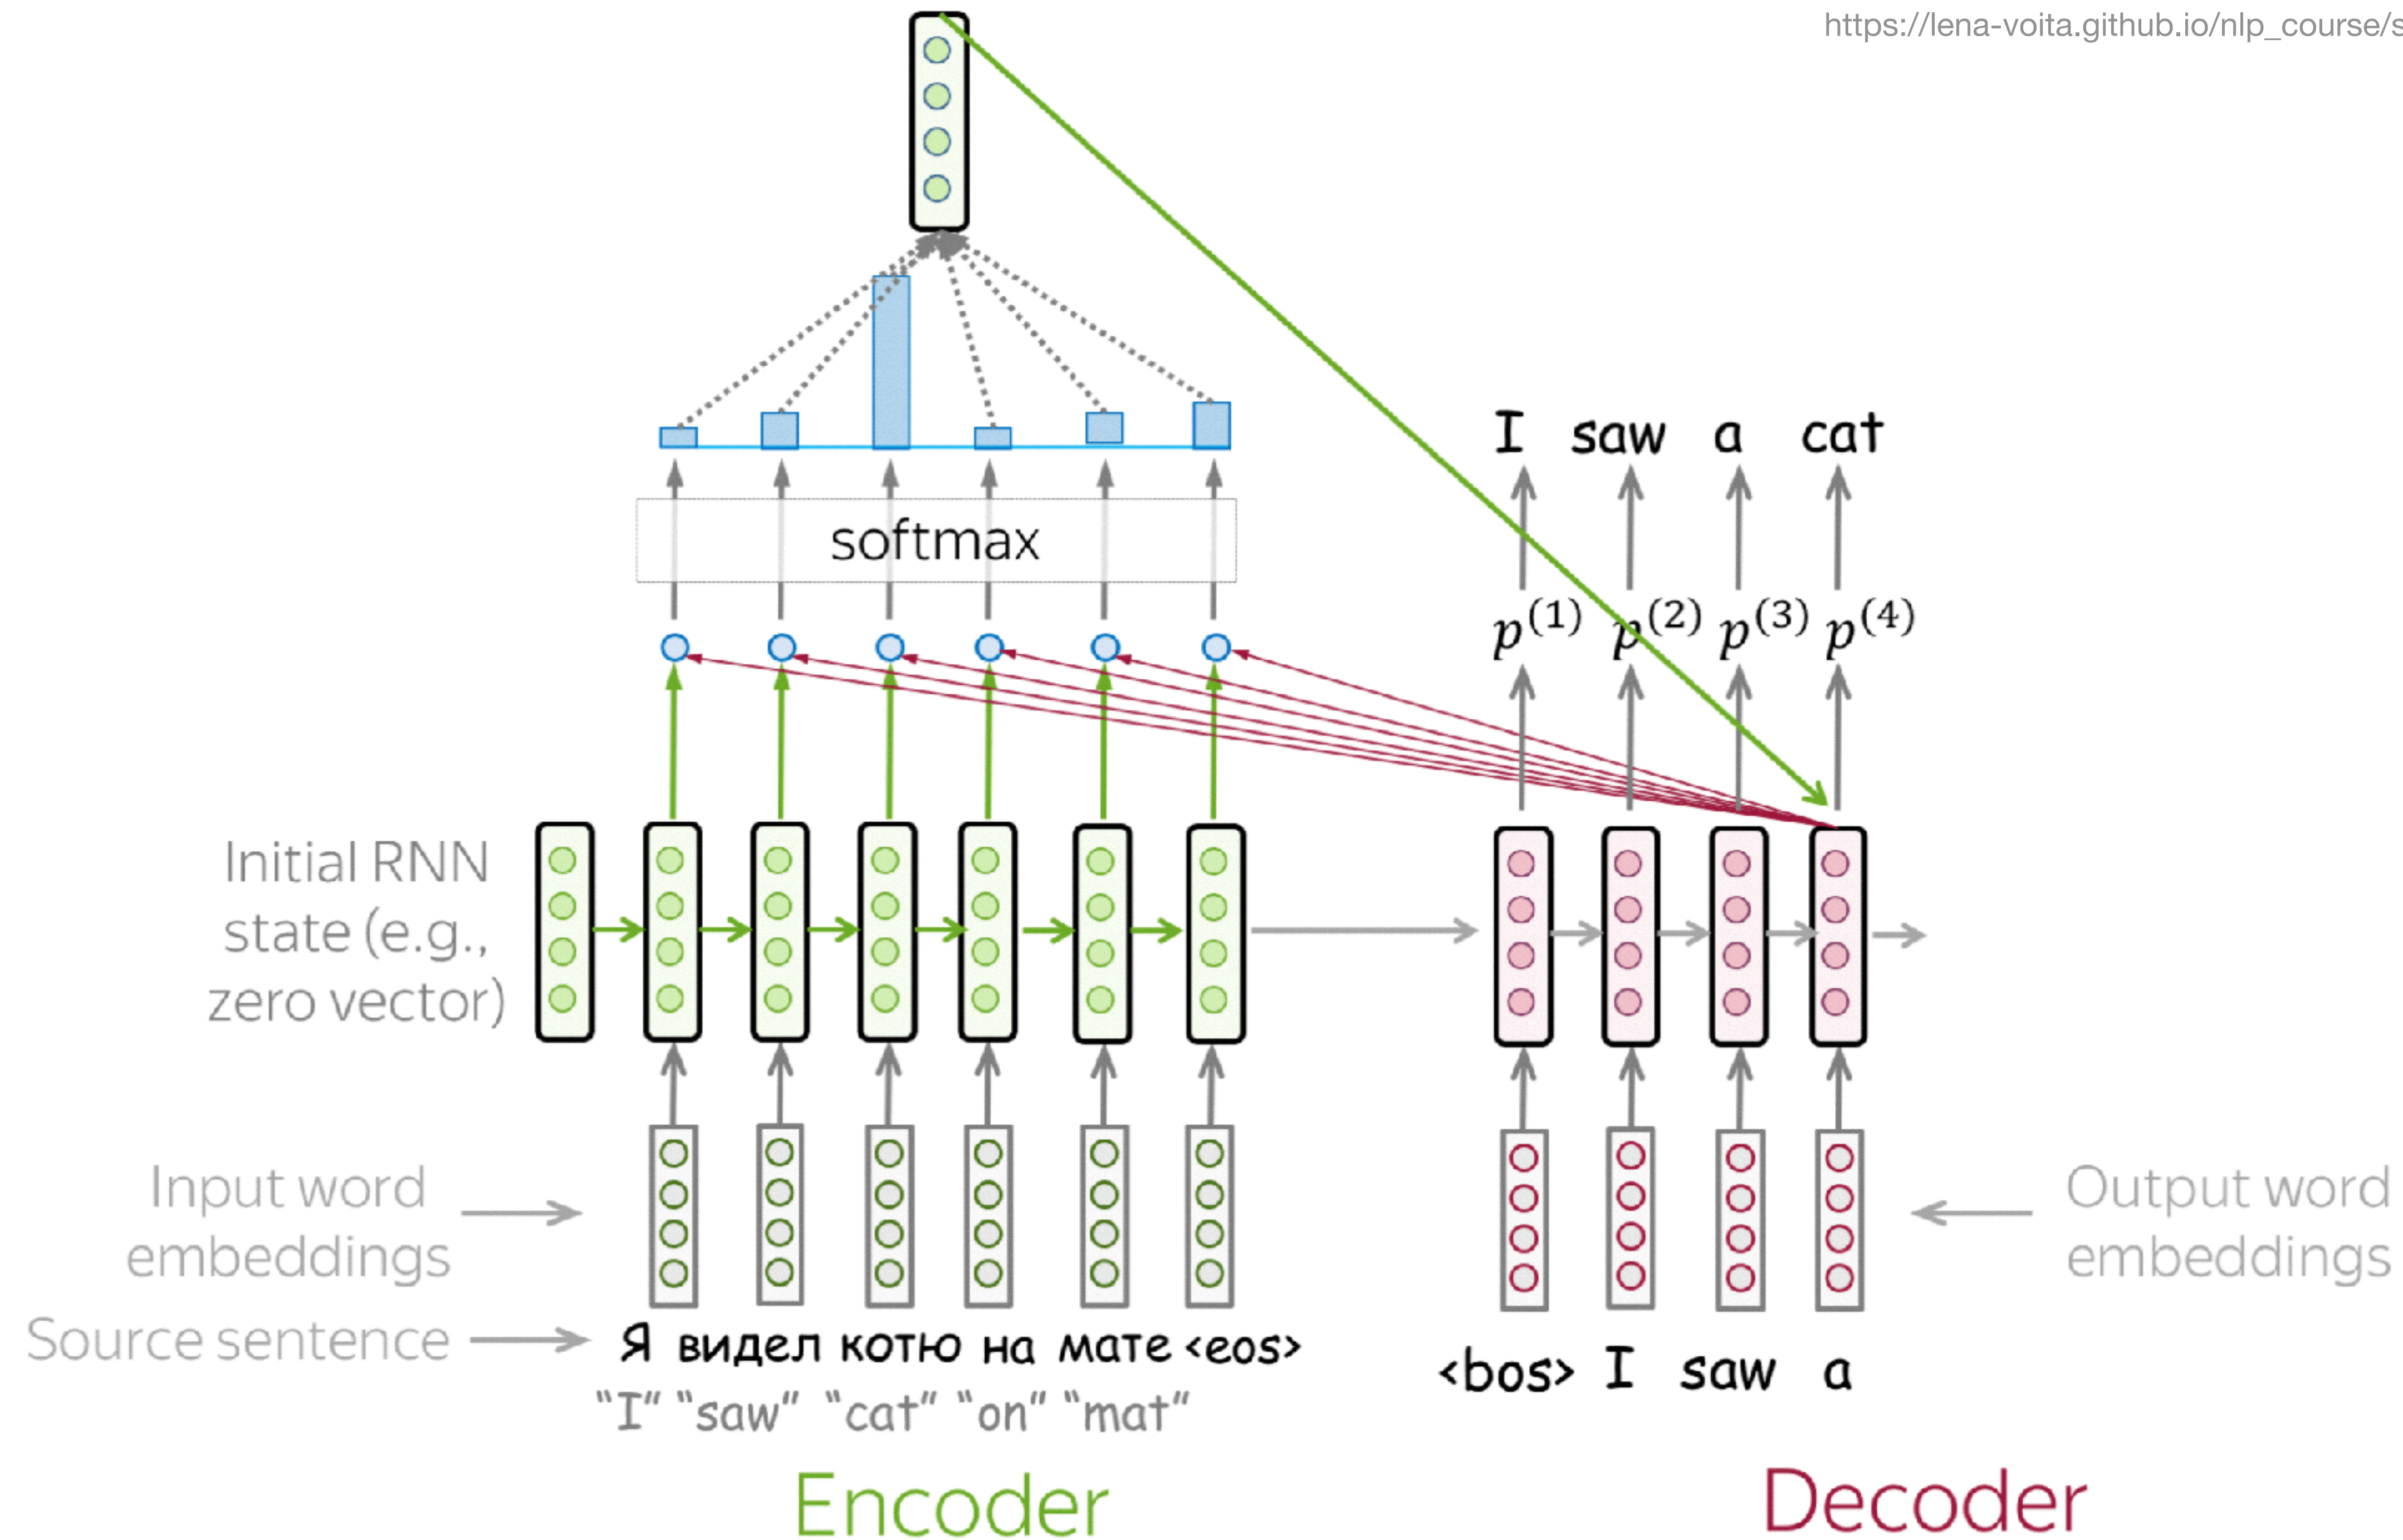 https://lena-voita.github.io/nlp_course/s
I saw a cat
softmax
p(1) p(2) p(3) p(4)
Initial RNN
state (e.g.,
zero vector)
Input word
embeddings
Output word
embeddings
Source sentence
Я видел котю на мате <eos>
"I" "saw" "cat" "on" "mat"
<bos> I saw a
Encoder
Decoder